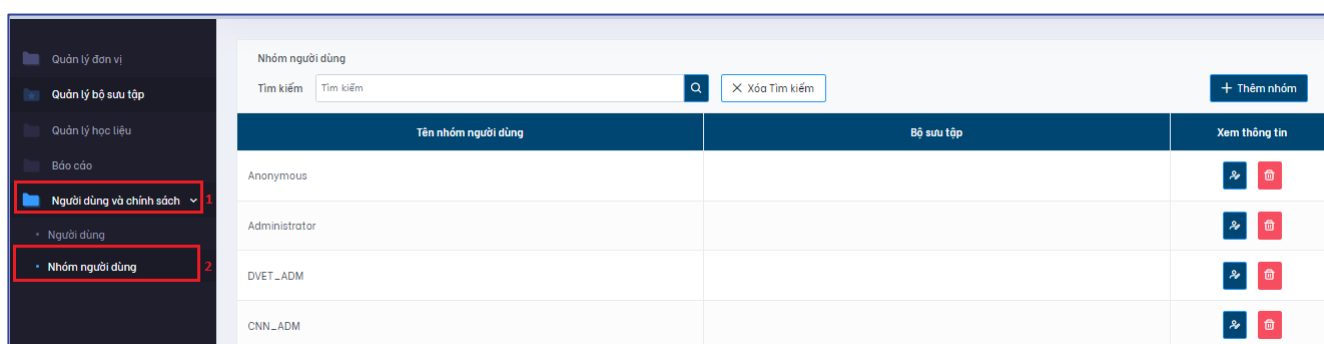 Quản lý đơn vị
Quản lý bộ sưu tập
Quản lý học liệu
Báo cáo
Người dùng và chính sách 1
Người dùng
Nhóm người dùng 2
Nhóm người dùng
Tìm kiếm Tìm kiếm Xóa Tìm kiếm + Thêm nhóm
Tên nhóm người dùng Bộ sưu tập Xem thông tin
Anonymous
Administrator
DVET_ADM
CNN_ADM